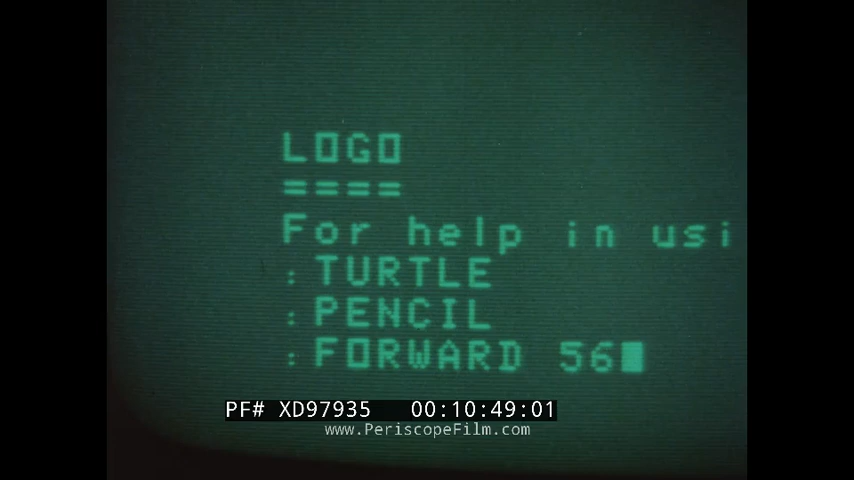 LOGO
====
For help in usi
: TURTLE
: PENCIL
: FORWARD 56
PF# XD97935 00:10:49:01
www.PeriscopeFilm.com